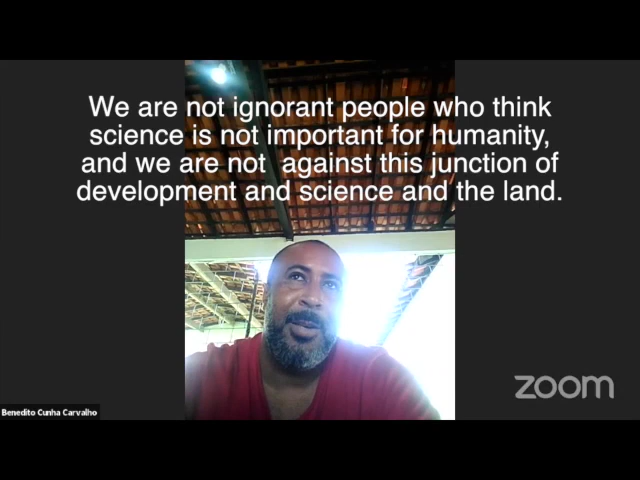 We are not ignorant people who think
science is not important for humanity,
and we are not against this junction of
development and science and the land.
zoom
Benedito Cunha Carvalho